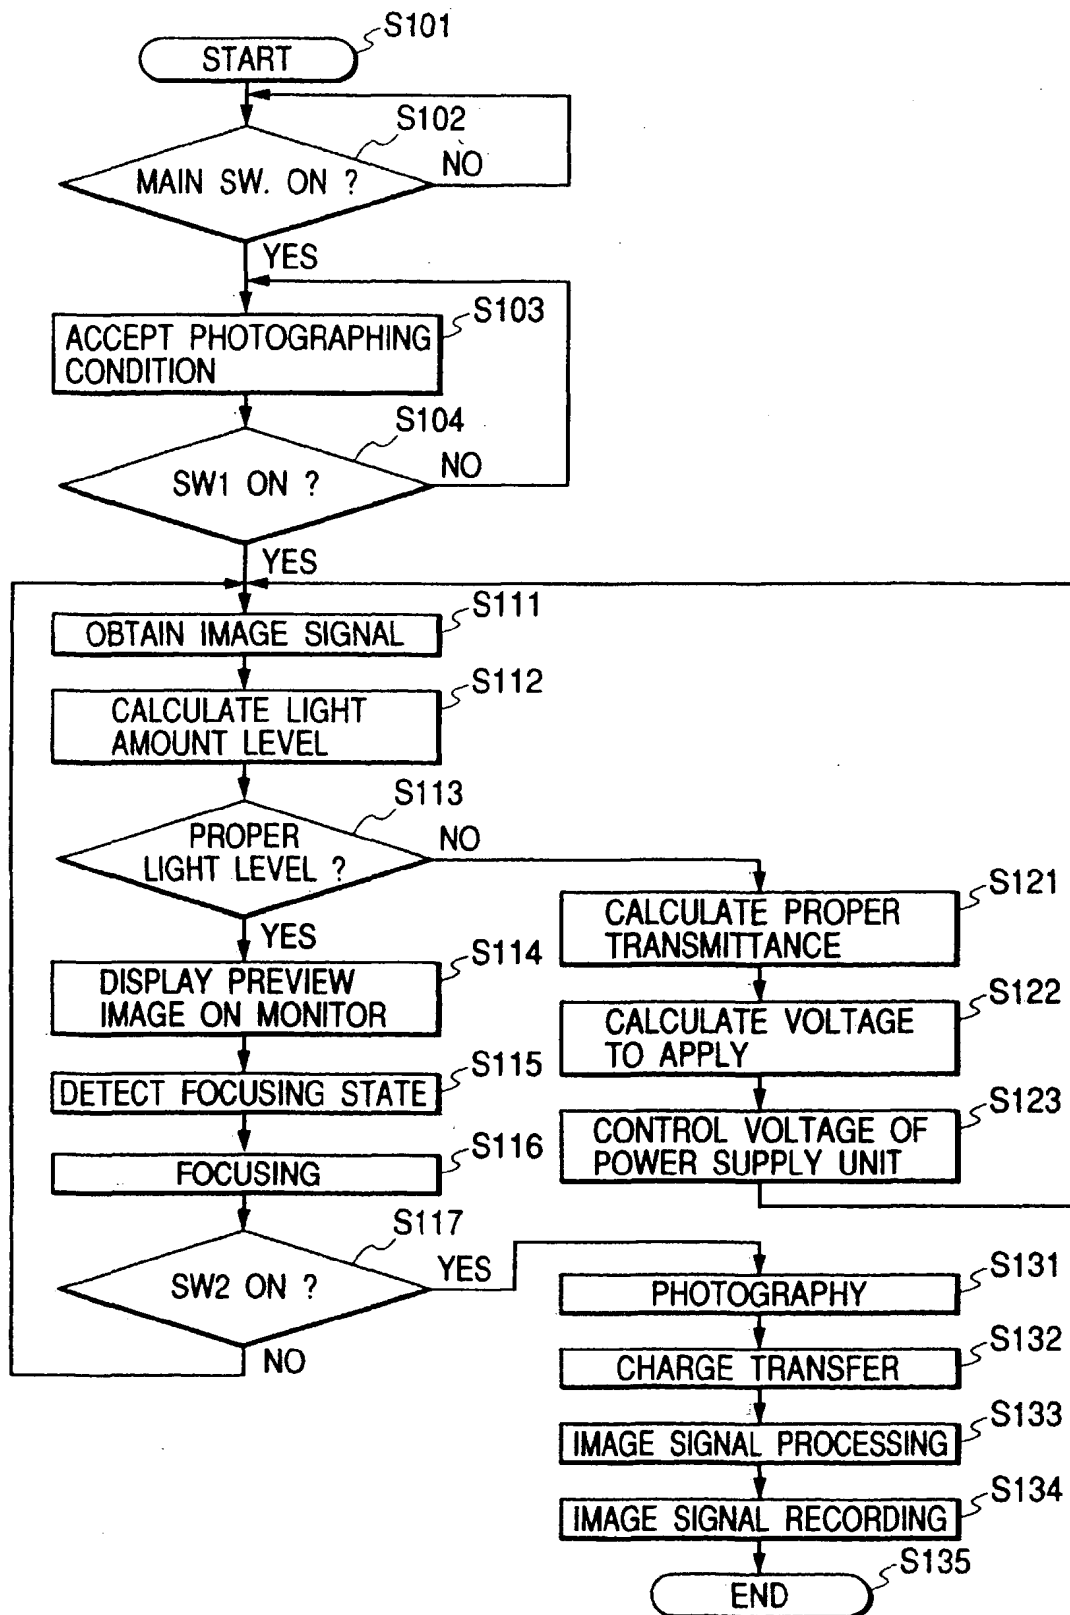 S101
START
S102
MAIN SW. ON ?
NO
YES
S103
ACCEPT PHOTOGRAPHING
CONDITION
S104
SW1 ON ?
NO
YES
S111
OBTAIN IMAGE SIGNAL
S112
CALCULATE LIGHT
AMOUNT LEVEL
S113
PROPER
LIGHT LEVEL ?
NO
YES
S114
DISPLAY PREVIEW
IMAGE ON MONITOR
S115
DETECT FOCUSING STATE
S116
FOCUSING
S117
SW2 ON ?
YES
NO
S121
CALCULATE PROPER
TRANSMITTANCE
S122
CALCULATE VOLTAGE
TO APPLY
S123
CONTROL VOLTAGE OF
POWER SUPPLY UNIT
S131
PHOTOGRAPHY
S132
CHARGE TRANSFER
S133
IMAGE SIGNAL PROCESSING
S134
IMAGE SIGNAL RECORDING
S135
END